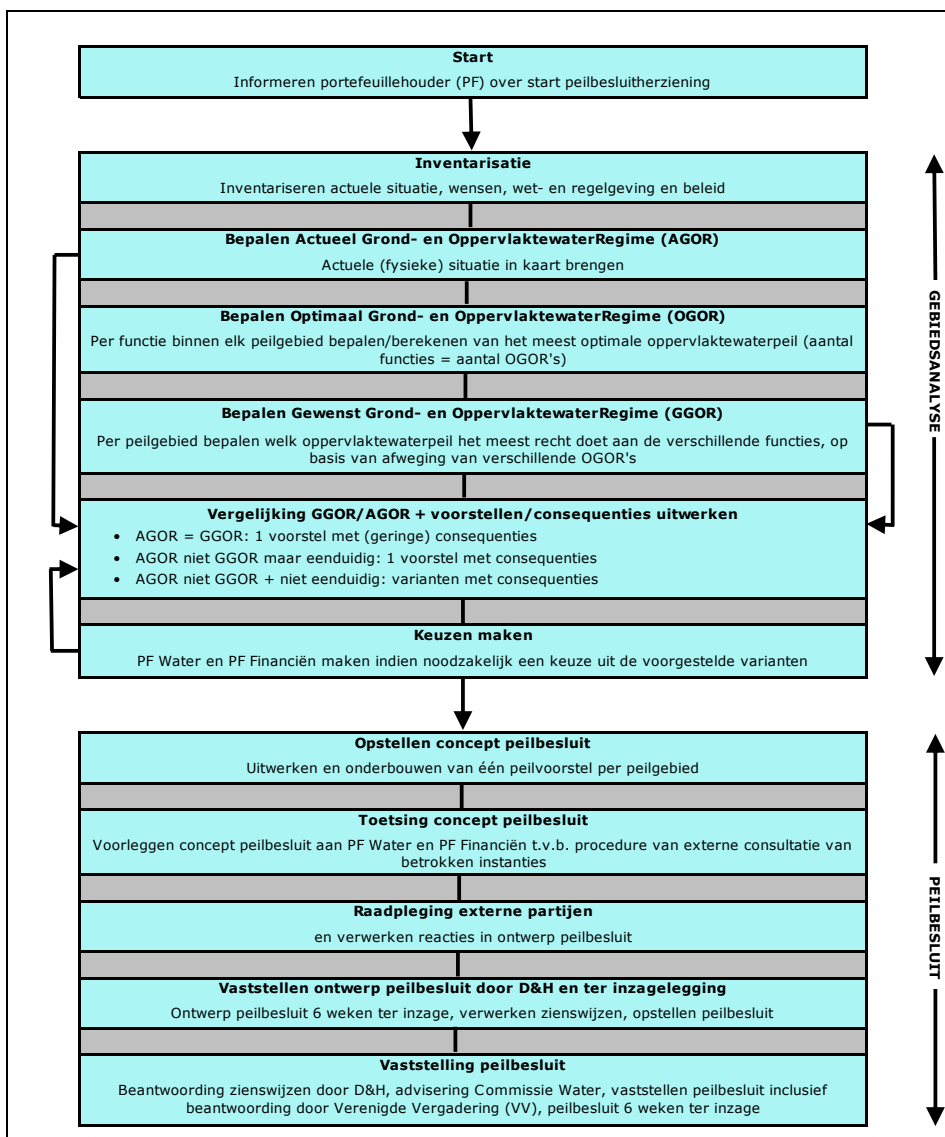 Start
Informeren portefeuillehouder (PF) over start peilbesluitherziening
Inventarisatie
Inventariseren actuele situatie, wensen, wet- en regelgeving en beleid
Bepalen Actueel Grond- en OppervlaktewaterRegime (AGOR)
Actuele (fysieke) situatie in kaart brengen
Bepalen Optimaal Grond- en OppervlaktewaterRegime (OGOR)
Per functie binnen elk peilgebied bepalen/berekenen van het meest optimale oppervlaktewaterpeil (aantal
functies = aantal OGOR's)
Bepalen Gewenst Grond- en OppervlaktewaterRegime (GGOR)
Per peilgebied bepalen welk oppervlaktewaterpeil het meest recht doet aan de verschillende functies, op
basis van afweging van verschillende OGOR's
Vergelijking GGOR/AGOR + voorstellen/consequenties uitwerken
• AGOR = GGOR: 1 voorstel met (geringe) consequenties
• AGOR niet GGOR maar eenduidig: 1 voorstel met consequenties
• AGOR niet GGOR + niet eenduidig: varianten met consequenties
Keuzen maken
PF Water en PF Financiën maken indien noodzakelijk een keuze uit de voorgestelde varianten
GEBIEDSANALYSE
Opstellen concept peilbesluit
Uitwerken en onderbouwen van één peilvoorstel per peilgebied
Toetsing concept peilbesluit
Voorleggen concept peilbesluit aan PF Water en PF Financiën t.v.b. procedure van externe consultatie van
betrokken instanties
Raadpleging externe partijen
en verwerken reacties in ontwerp peilbesluit
Vaststellen ontwerp peilbesluit door D&H en ter inzagelegging
Ontwerp peilbesluit 6 weken ter inzage, verwerken zienswijzen, opstellen peilbesluit
Vaststelling peilbesluit
Beantwoording zienswijzen door D&H, advisering Commissie Water, vaststellen peilbesluit inclusief
beantwoording door Verenigde Vergadering (VV), peilbesluit 6 weken ter inzage
PEILBESLUIT